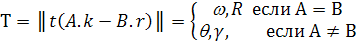 T = ‖ t(A.k − B.r) ‖ = { ω, R если A = B
θ, γ, если A ≠ B